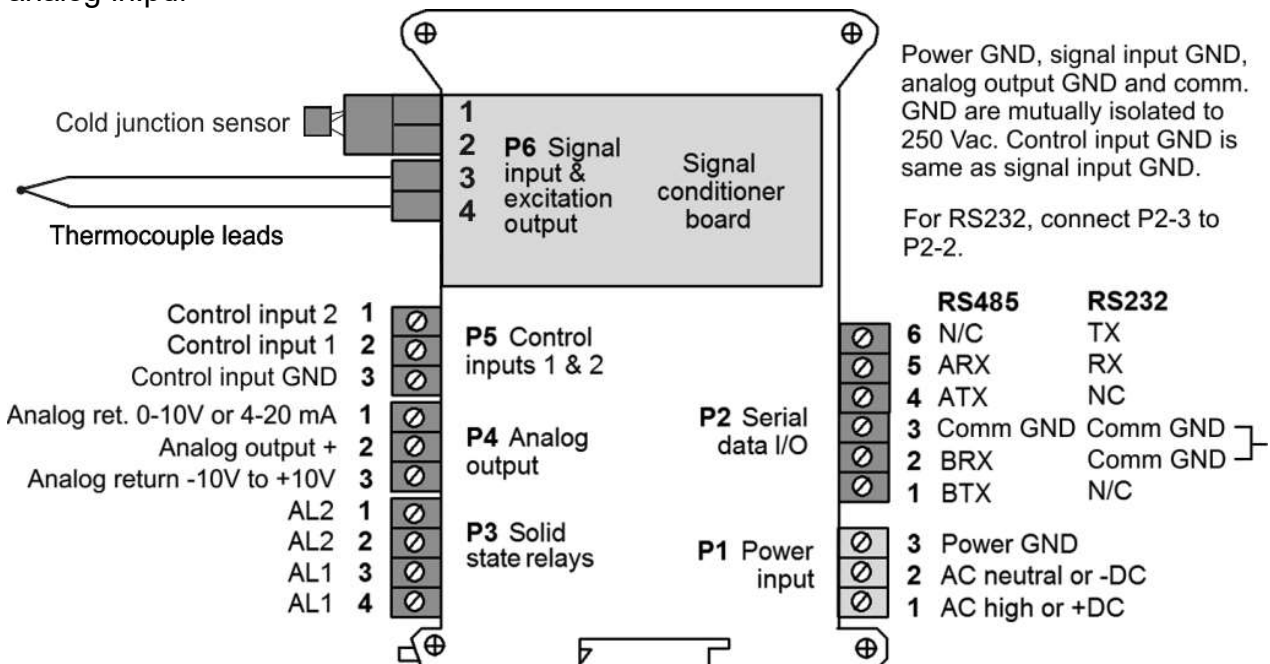 Cold junction sensor
Thermocouple leads
1
2
3
4
P6 Signal
input &
excitation
output
Signal
conditioner
board
Power GND, signal input GND,
analog output GND and comm.
GND are mutually isolated to
250 Vac. Control input GND is
same as signal input GND.
For RS232, connect P2-3 to
P2-2.
Control input 2 1
Control input 1 2
Control input GND 3
P5 Control
inputs 1 & 2
Analog ret. 0-10V or 4-20 mA 1
Analog output + 2
Analog return -10V to +10V 3
P4 Analog
output
AL2 1
AL2 2
AL1 3
AL1 4
P3 Solid
state relays
P2 Serial
data I/O
RS485 RS232
6 N/C TX
5 ARX RX
4 ATX NC
3 Comm GND Comm GND
2 BRX Comm GND
1 BTX N/C
P1 Power
input
3 Power GND
2 AC neutral or -DC
1 AC high or +DC